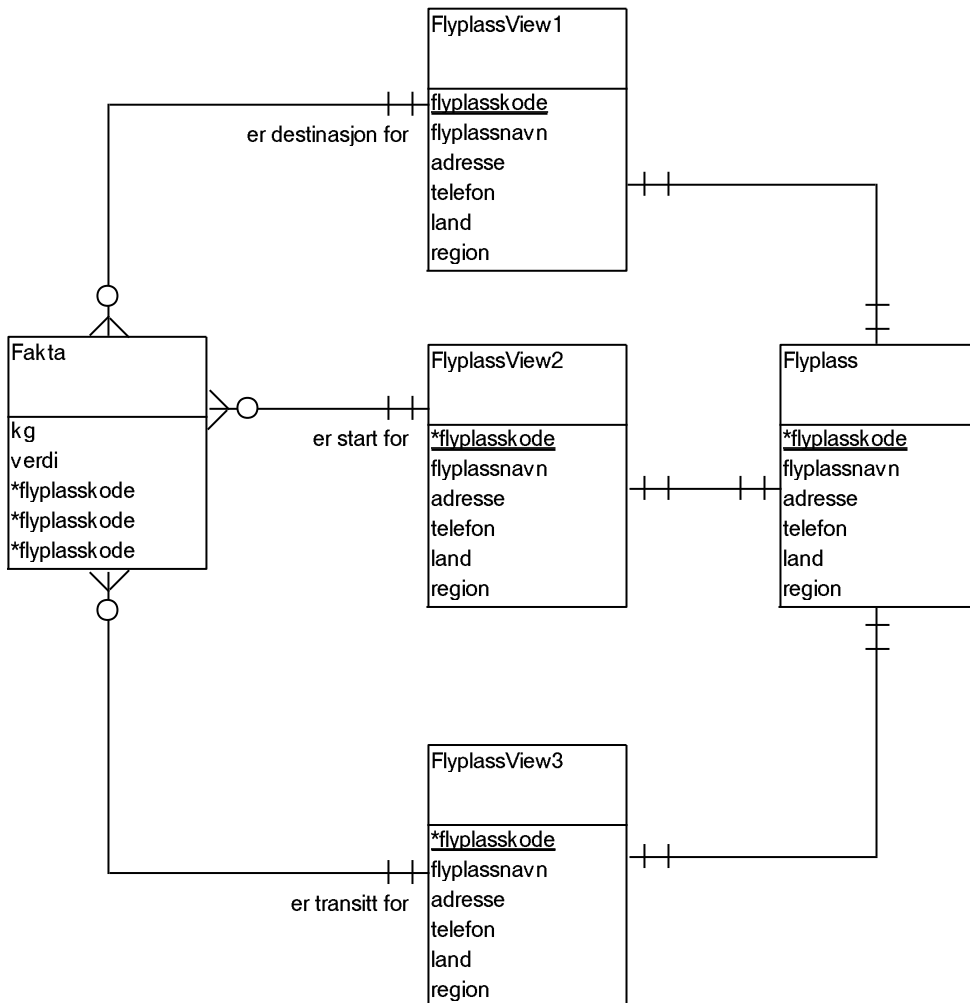 FlyplassView1
flyplasskode
flyplassnavn
adresse
telefon
land
region
er destinasjon for
Fakta
kg
verdi
*flyplasskode
*flyplasskode
*flyplasskode
er start for
FlyplassView2
*flyplasskode
flyplassnavn
adresse
telefon
land
region
Flyplass
*flyplasskode
flyplassnavn
adresse
telefon
land
region
FlyplassView3
*flyplasskode
flyplassnavn
adresse
telefon
land
region
er transitt for